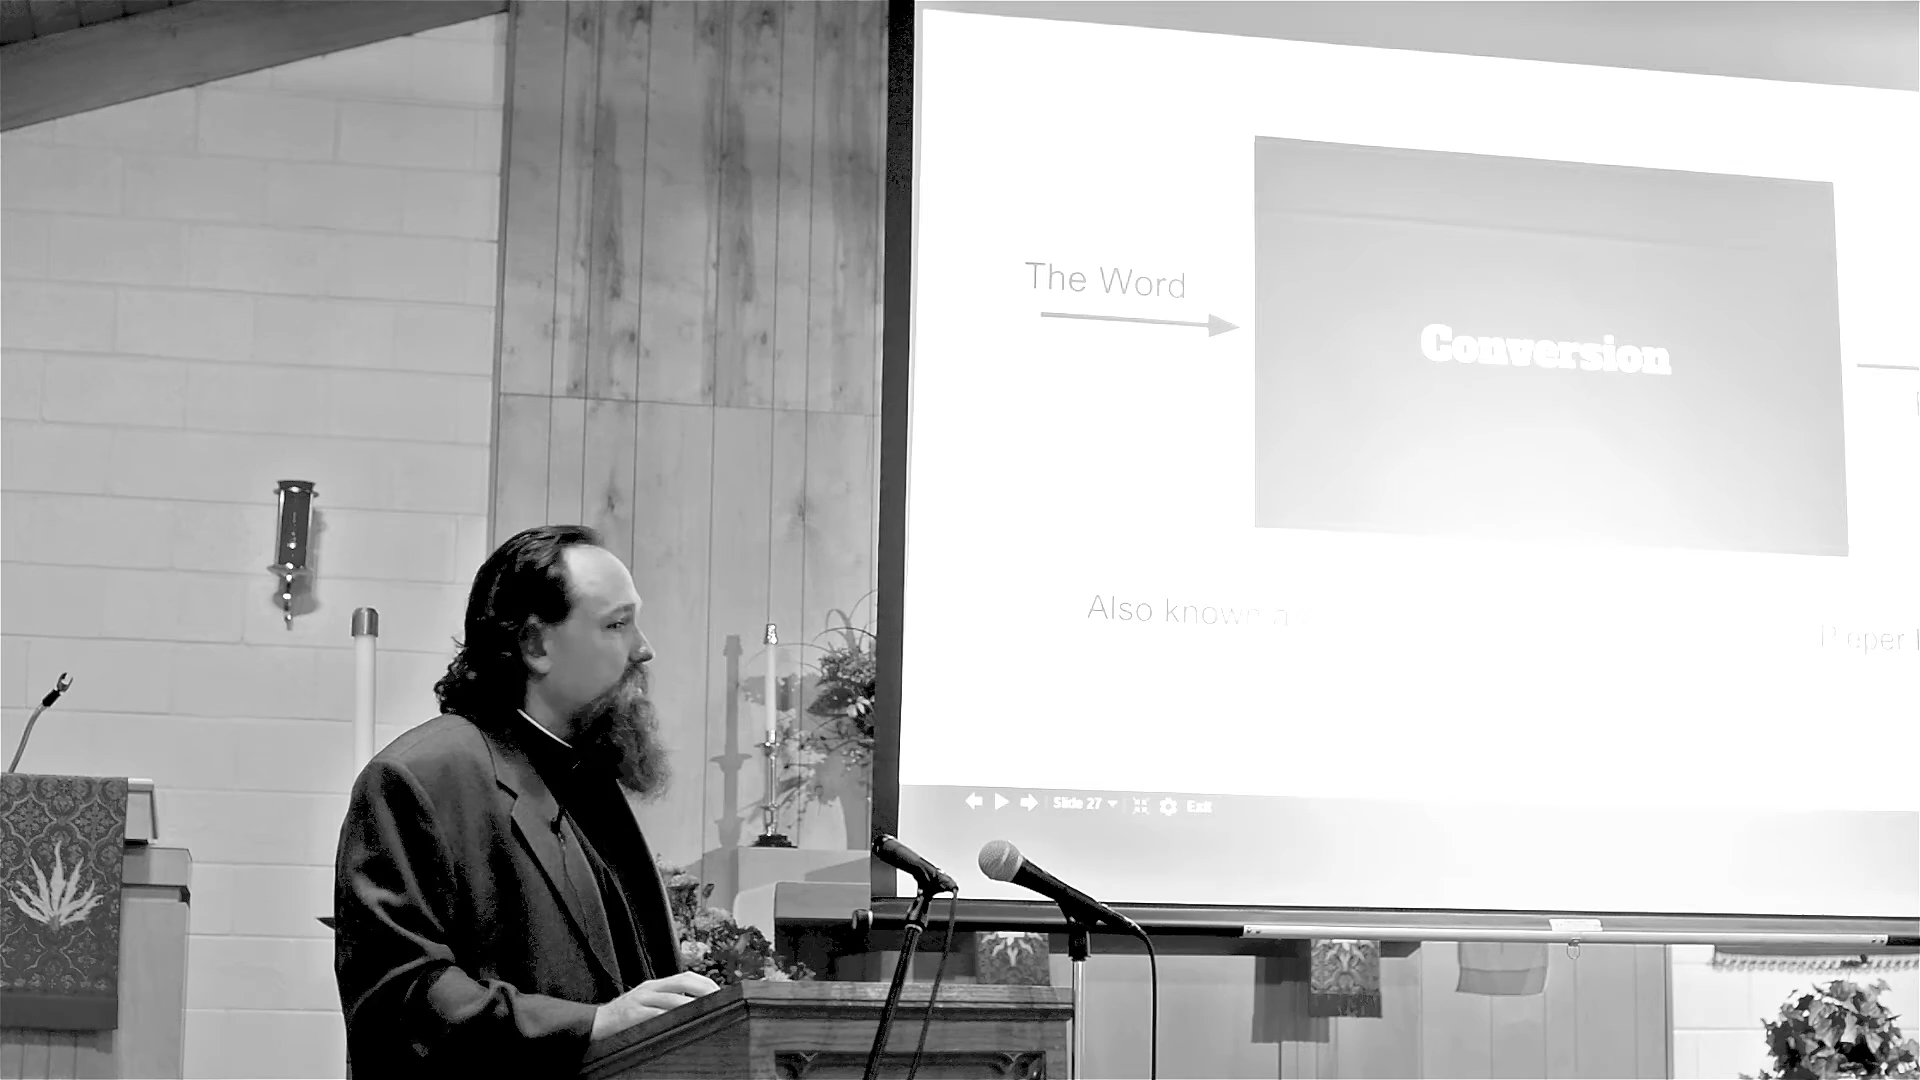 The Word
Conversion
Also known
Slide 27
Exit